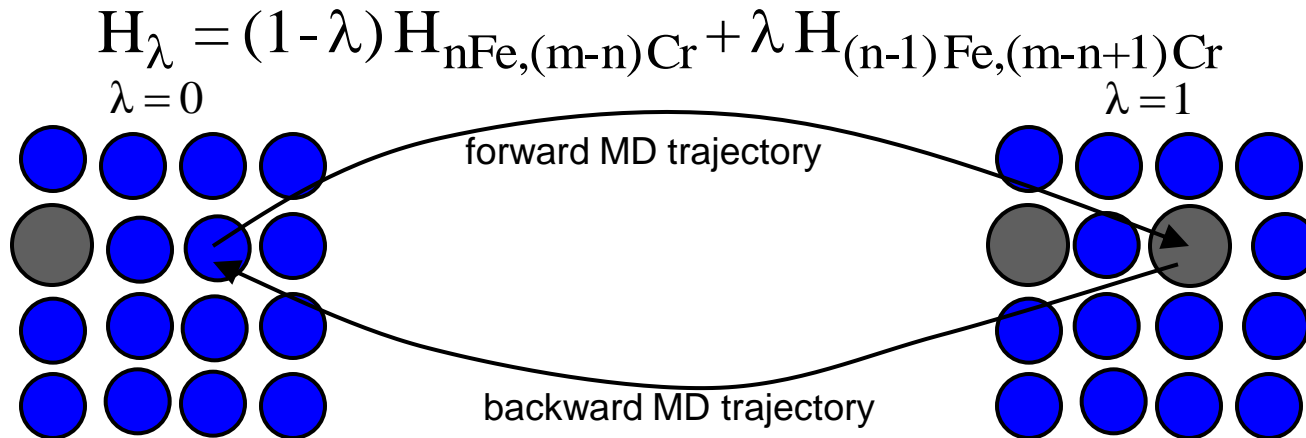 H_λ = (1-λ) H_nFe,(m-n)Cr + λ H_(n-1)Fe,(m-n+1)Cr
λ = 0
λ = 1
forward MD trajectory
backward MD trajectory